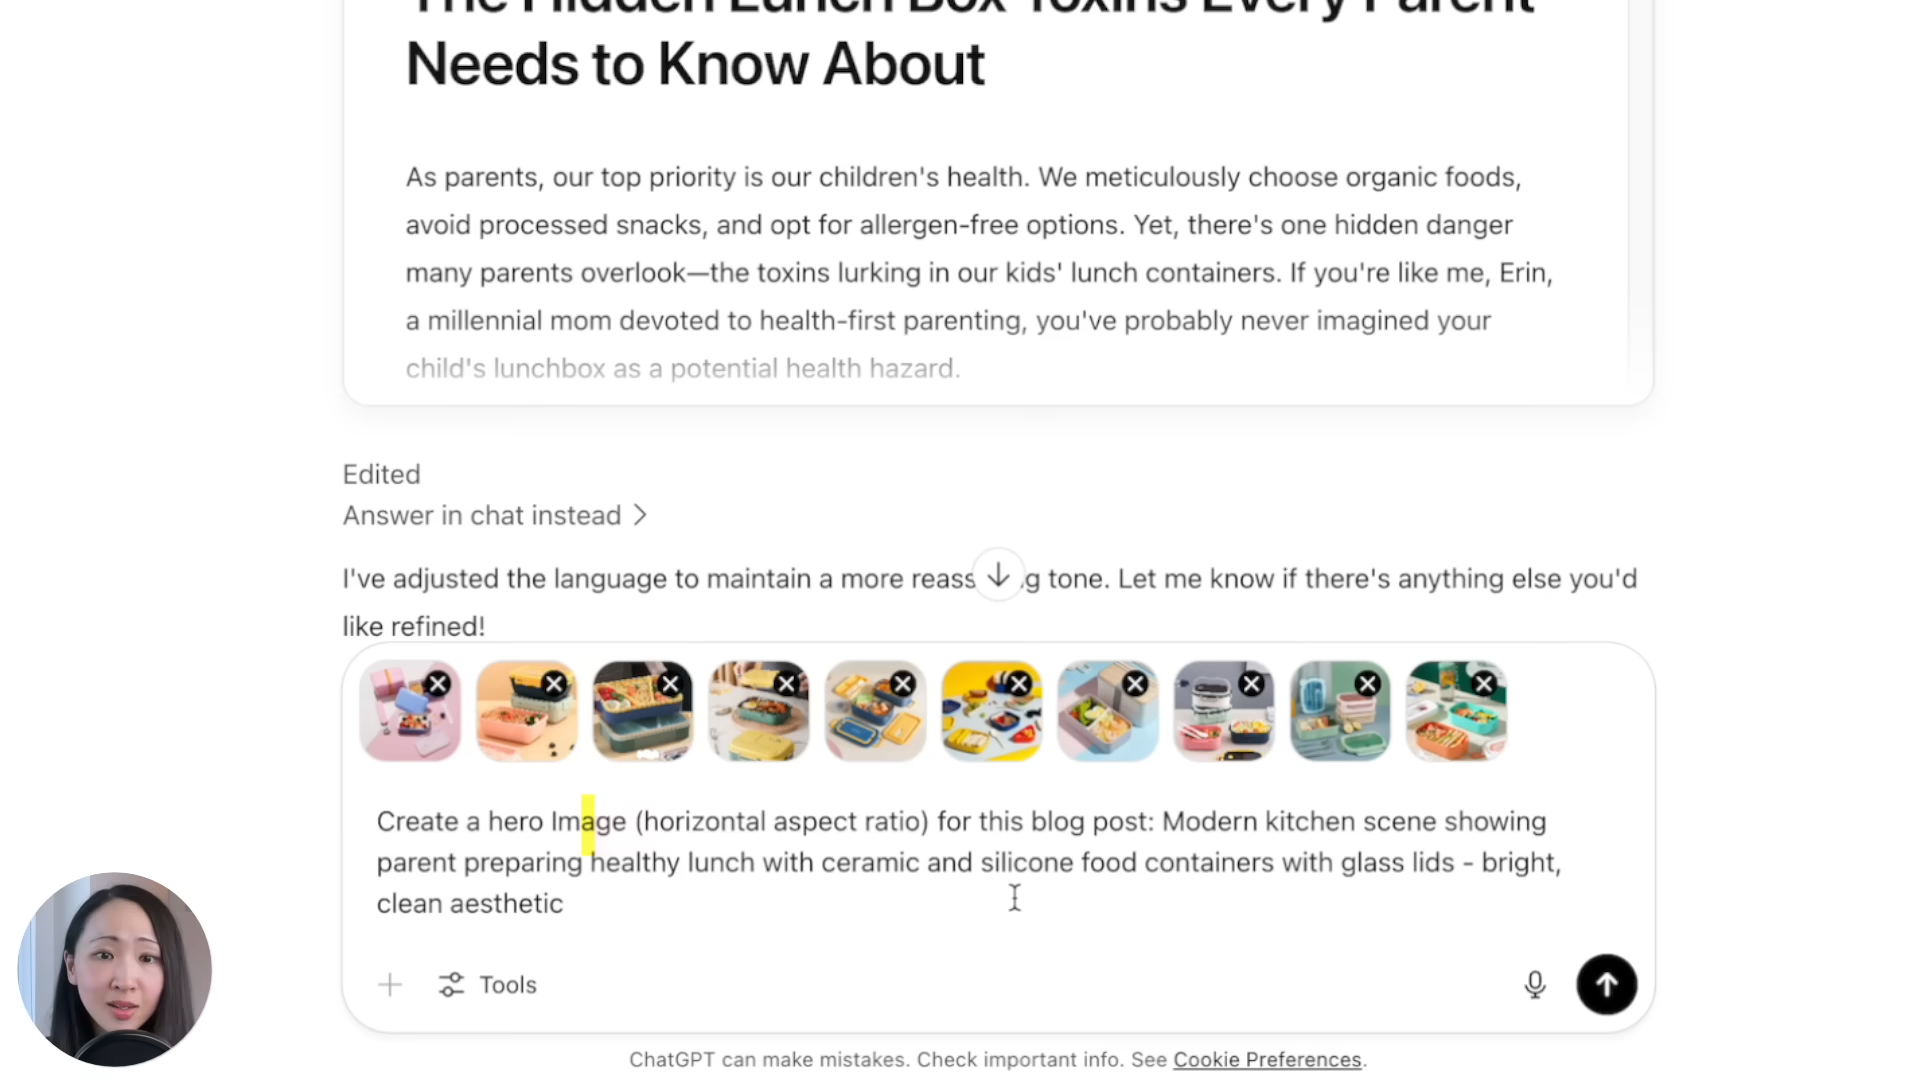 The Hidden Lunch Box Toxins Every Parent
Needs to Know About
As parents, our top priority is our children's health. We meticulously choose organic foods,
avoid processed snacks, and opt for allergen-free options. Yet, there's one hidden danger
many parents overlook—the toxins lurking in our kids' lunch containers. If you're like me, Erin,
a millennial mom devoted to health-first parenting, you've probably never imagined your
child's lunchbox as a potential health hazard.
Edited
Answer in chat instead
I've adjusted the language to maintain a more reass g tone. Let me know if there's anything else you'd
like refined!
Create a hero Image (horizontal aspect ratio) for this blog post: Modern kitchen scene showing
parent preparing healthy lunch with ceramic and silicone food containers with glass lids - bright,
clean aesthetic
Tools
ChatGPT can make mistakes. Check important info. See Cookie Preferences.